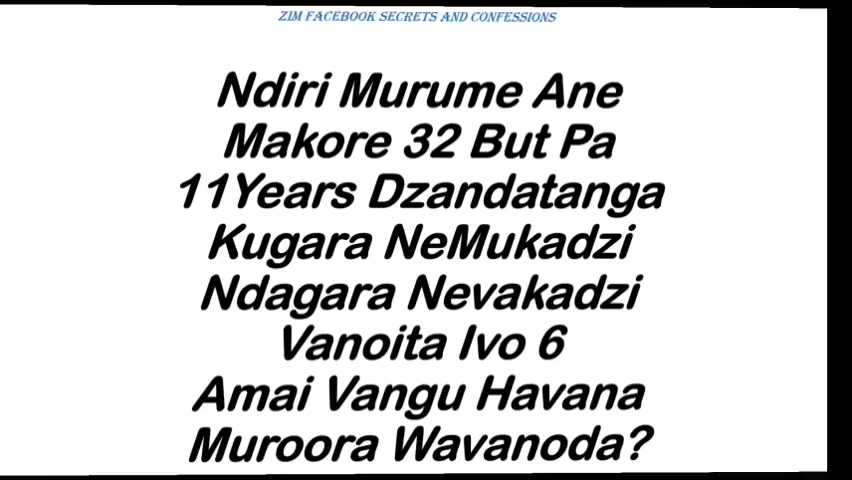 ZIM FACEBOOK SECRETS AND CONFESSIONS
Ndiri Murume Ane
Makore 32 But Pa
11Years Dzandatanga
Kugara NeMukadzi
Ndagara Nevakadzi
Vanoita Ivo 6
Amai Vangu Havana
Muroora Wavanoda?